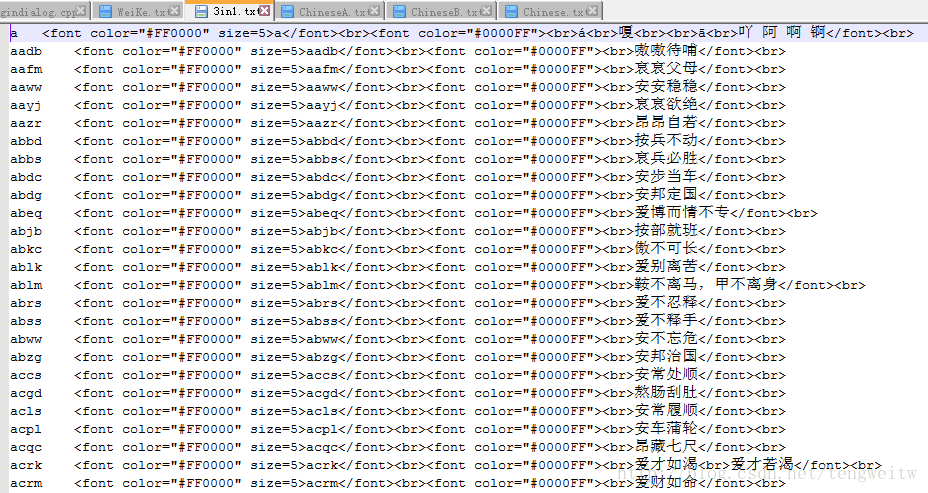 gindialog.cpp WeiKe.txt 3in1.txt ChineseA.txt ChineseB.txt Chinese.txt
a <font color="#FF0000" size=5>a</font><br><font color="#0000FF"><br>á<br>嘎<br><br>ā<br>吖 阿 啊 锕</font><br>
aadb <font color="#FF0000" size=5>aadb</font><br><font color="#0000FF"><br>嗷嗷待哺</font><br>
aafm <font color="#FF0000" size=5>aafm</font><br><font color="#0000FF"><br>哀哀父母</font><br>
aaww <font color="#FF0000" size=5>aaww</font><br><font color="#0000FF"><br>安安稳稳</font><br>
aayj <font color="#FF0000" size=5>aayj</font><br><font color="#0000FF"><br>哀哀欲绝</font><br>
aazr <font color="#FF0000" size=5>aazr</font><br><font color="#0000FF"><br>昂昂自若</font><br>
abbd <font color="#FF0000" size=5>abbd</font><br><font color="#0000FF"><br>按兵不动</font><br>
abbs <font color="#FF0000" size=5>abbs</font><br><font color="#0000FF"><br>哀兵必胜</font><br>
abdc <font color="#FF0000" size=5>abdc</font><br><font color="#0000FF"><br>安步当车</font><br>
abdg <font color="#FF0000" size=5>abdg</font><br><font color="#0000FF"><br>安邦定国</font><br>
abeq <font color="#FF0000" size=5>abeq</font><br><font color="#0000FF"><br>爱博而情不专</font><br>
abjb <font color="#FF0000" size=5>abjb</font><br><font color="#0000FF"><br>按部就班</font><br>
abkc <font color="#FF0000" size=5>abkc</font><br><font color="#0000FF"><br>傲不可长</font><br>
ablk <font color="#FF0000" size=5>ablk</font><br><font color="#0000FF"><br>爱别离苦</font><br>
ablm <font color="#FF0000" size=5>ablm</font><br><font color="#0000FF"><br>鞍不离马，甲不离身</font><br>
abrs <font color="#FF0000" size=5>abrs</font><br><font color="#0000FF"><br>爱不忍释</font><br>
abss <font color="#FF0000" size=5>abss</font><br><font color="#0000FF"><br>爱不释手</font><br>
abww <font color="#FF0000" size=5>abww</font><br><font color="#0000FF"><br>安不忘危</font><br>
abzg <font color="#FF0000" size=5>abzg</font><br><font color="#0000FF"><br>安邦治国</font><br>
accs <font color="#FF0000" size=5>accs</font><br><font color="#0000FF"><br>安常处顺</font><br>
acgd <font color="#FF0000" size=5>acgd</font><br><font color="#0000FF"><br>熬肠刮肚</font><br>
acls <font color="#FF0000" size=5>acls</font><br><font color="#0000FF"><br>安常履顺</font><br>
acpl <font color="#FF0000" size=5>acpl</font><br><font color="#0000FF"><br>安车蒲轮</font><br>
acqc <font color="#FF0000" size=5>acqc</font><br><font color="#0000FF"><br>昂藏七尺</font><br>
acrk <font color="#FF0000" size=5>acrk</font><br><font color="#0000FF"><br>爱才如渴<br>爱才若渴</font><br>
acrm <font color="#FF0000" size=5>acrm</font><br><font color="#0000FF"><br>爱财如命</font><br>
http://blog.csdn.net/tengweitw